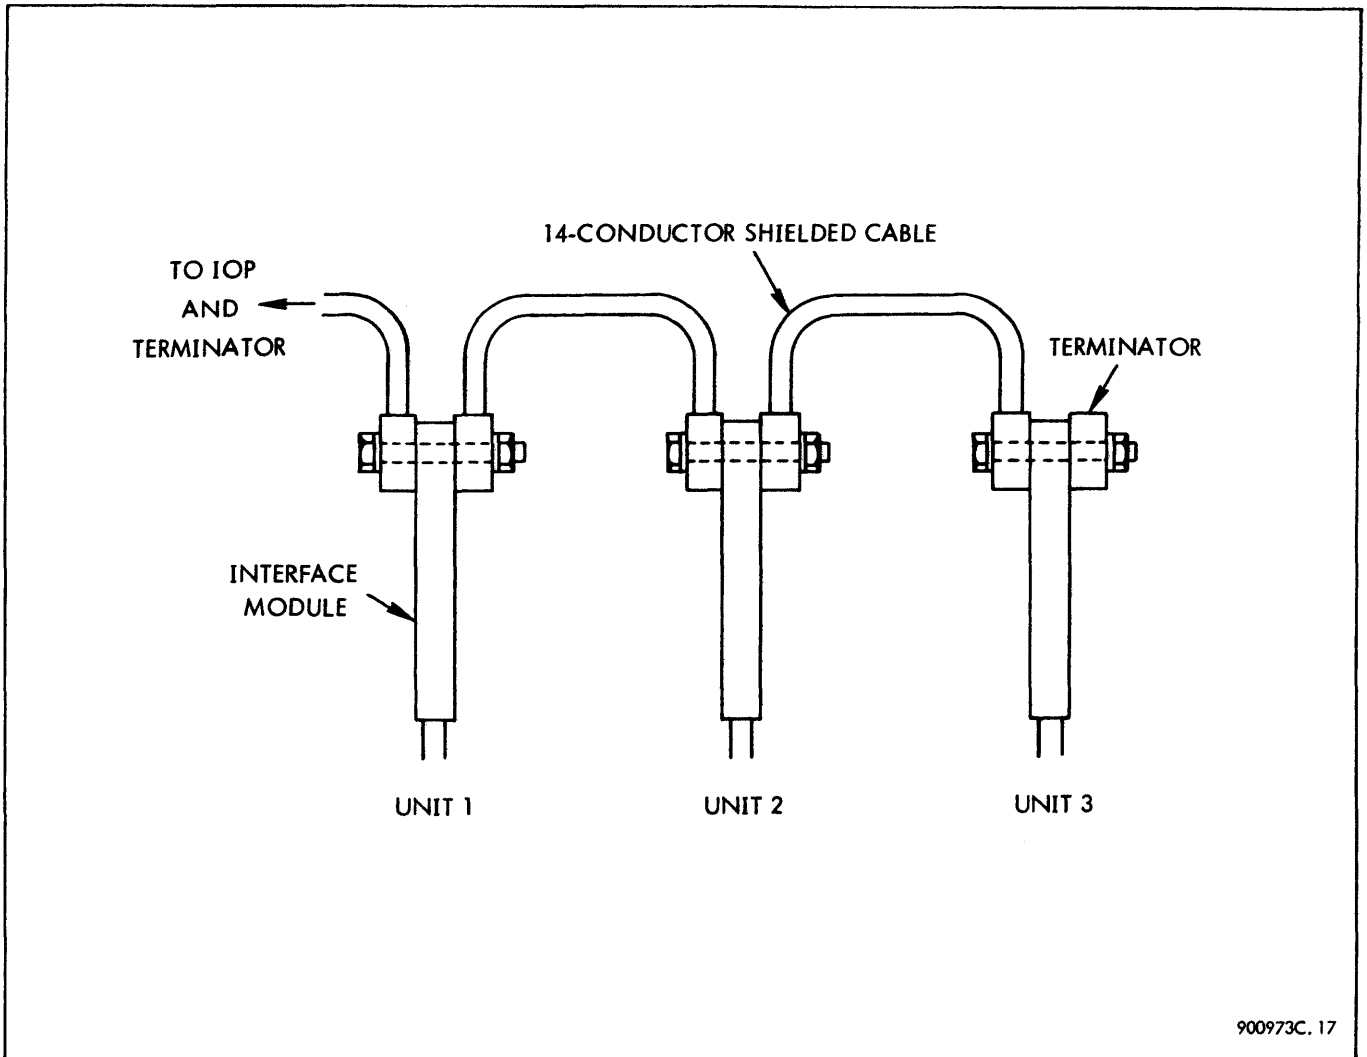 14-CONDUCTOR SHIELDED CABLE
TO IOP
AND
TERMINATOR
TERMINATOR
INTERFACE
MODULE
UNIT 1
UNIT 2
UNIT 3
900973C. 17